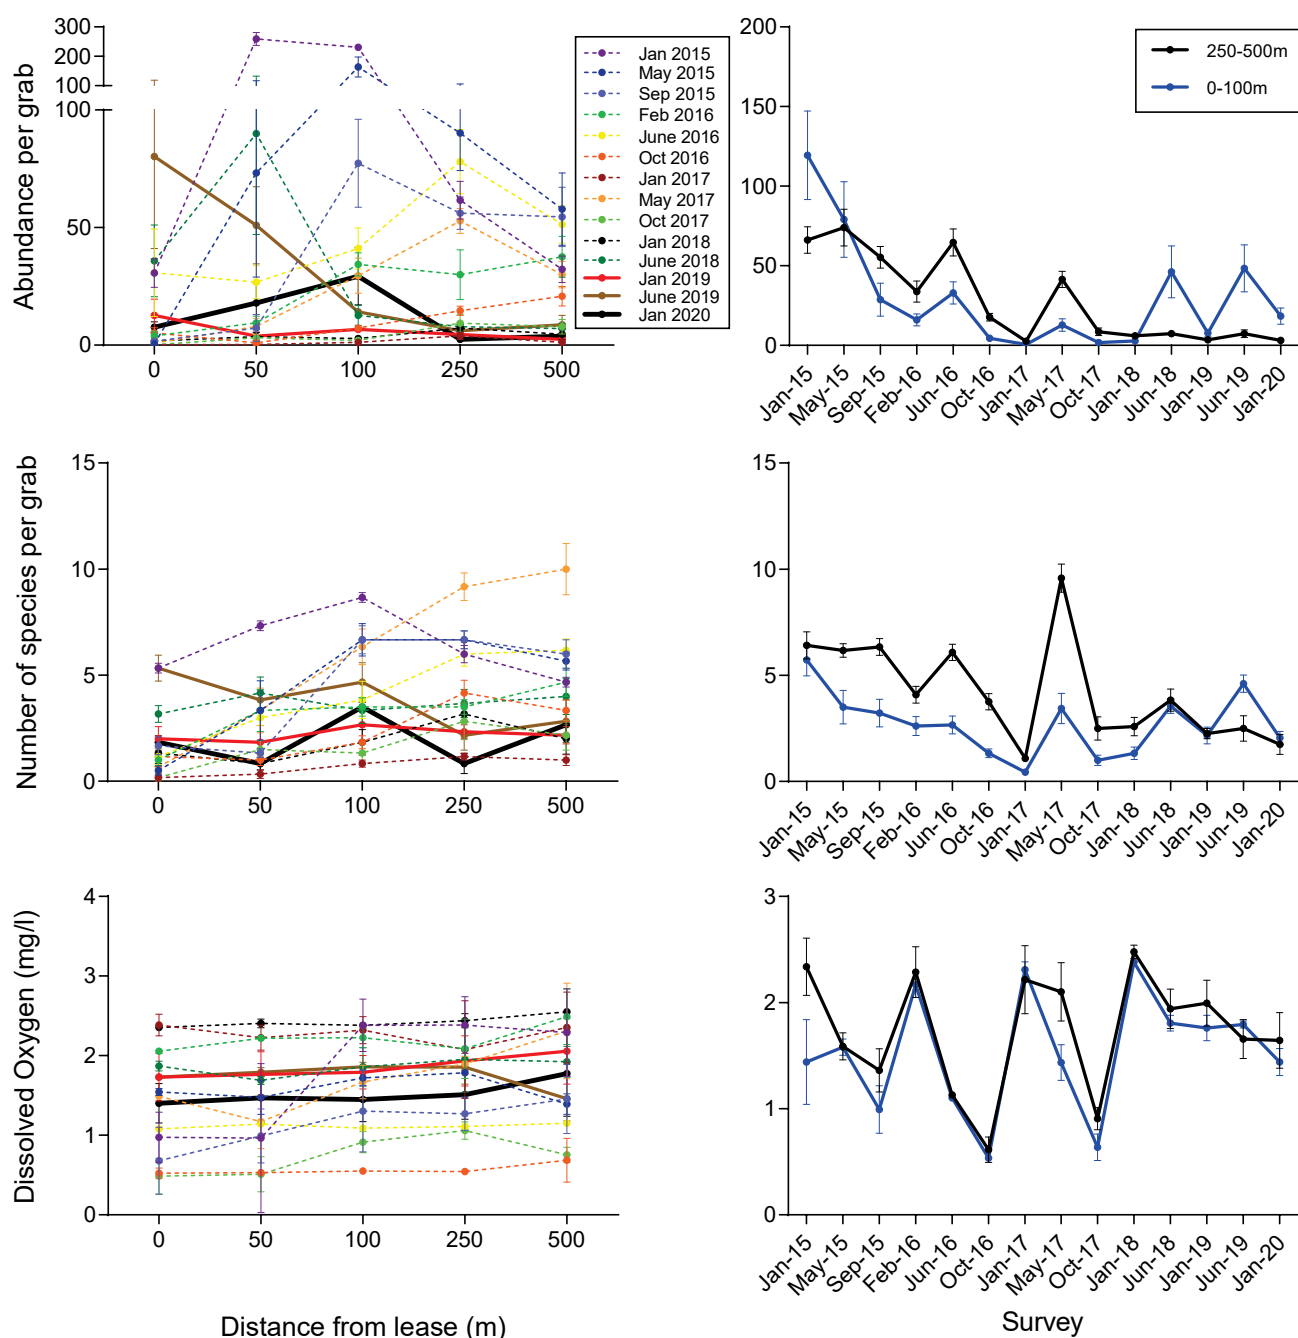 Abundance per grab
300
200
100
100
50
0
0 50 100 250 500
Jan 2015
May 2015
Sep 2015
Feb 2016
June 2016
Oct 2016
Jan 2017
May 2017
Oct 2017
Jan 2018
June 2018
Jan 2019
June 2019
Jan 2020
200
150
100
50
0
250-500m
0-100m
Jan-15 May-15 Sep-15 Feb-16 Jun-16 Oct-16 Jan-17 May-17 Oct-17 Jan-18 Jun-18 Jan-19 Jun-19 Jan-20
Number of species per grab
15
10
5
0
0 50 100 250 500
15
10
5
0
Jan-15 May-15 Sep-15 Feb-16 Jun-16 Oct-16 Jan-17 May-17 Oct-17 Jan-18 Jun-18 Jan-19 Jun-19 Jan-20
Dissolved Oxygen (mg/l)
4
3
2
1
0
0 50 100 250 500
Distance from lease (m)
3
2
1
0
Jan-15 May-15 Sep-15 Feb-16 Jun-16 Oct-16 Jan-17 May-17 Oct-17 Jan-18 Jun-18 Jan-19 Jun-19 Jan-20
Survey